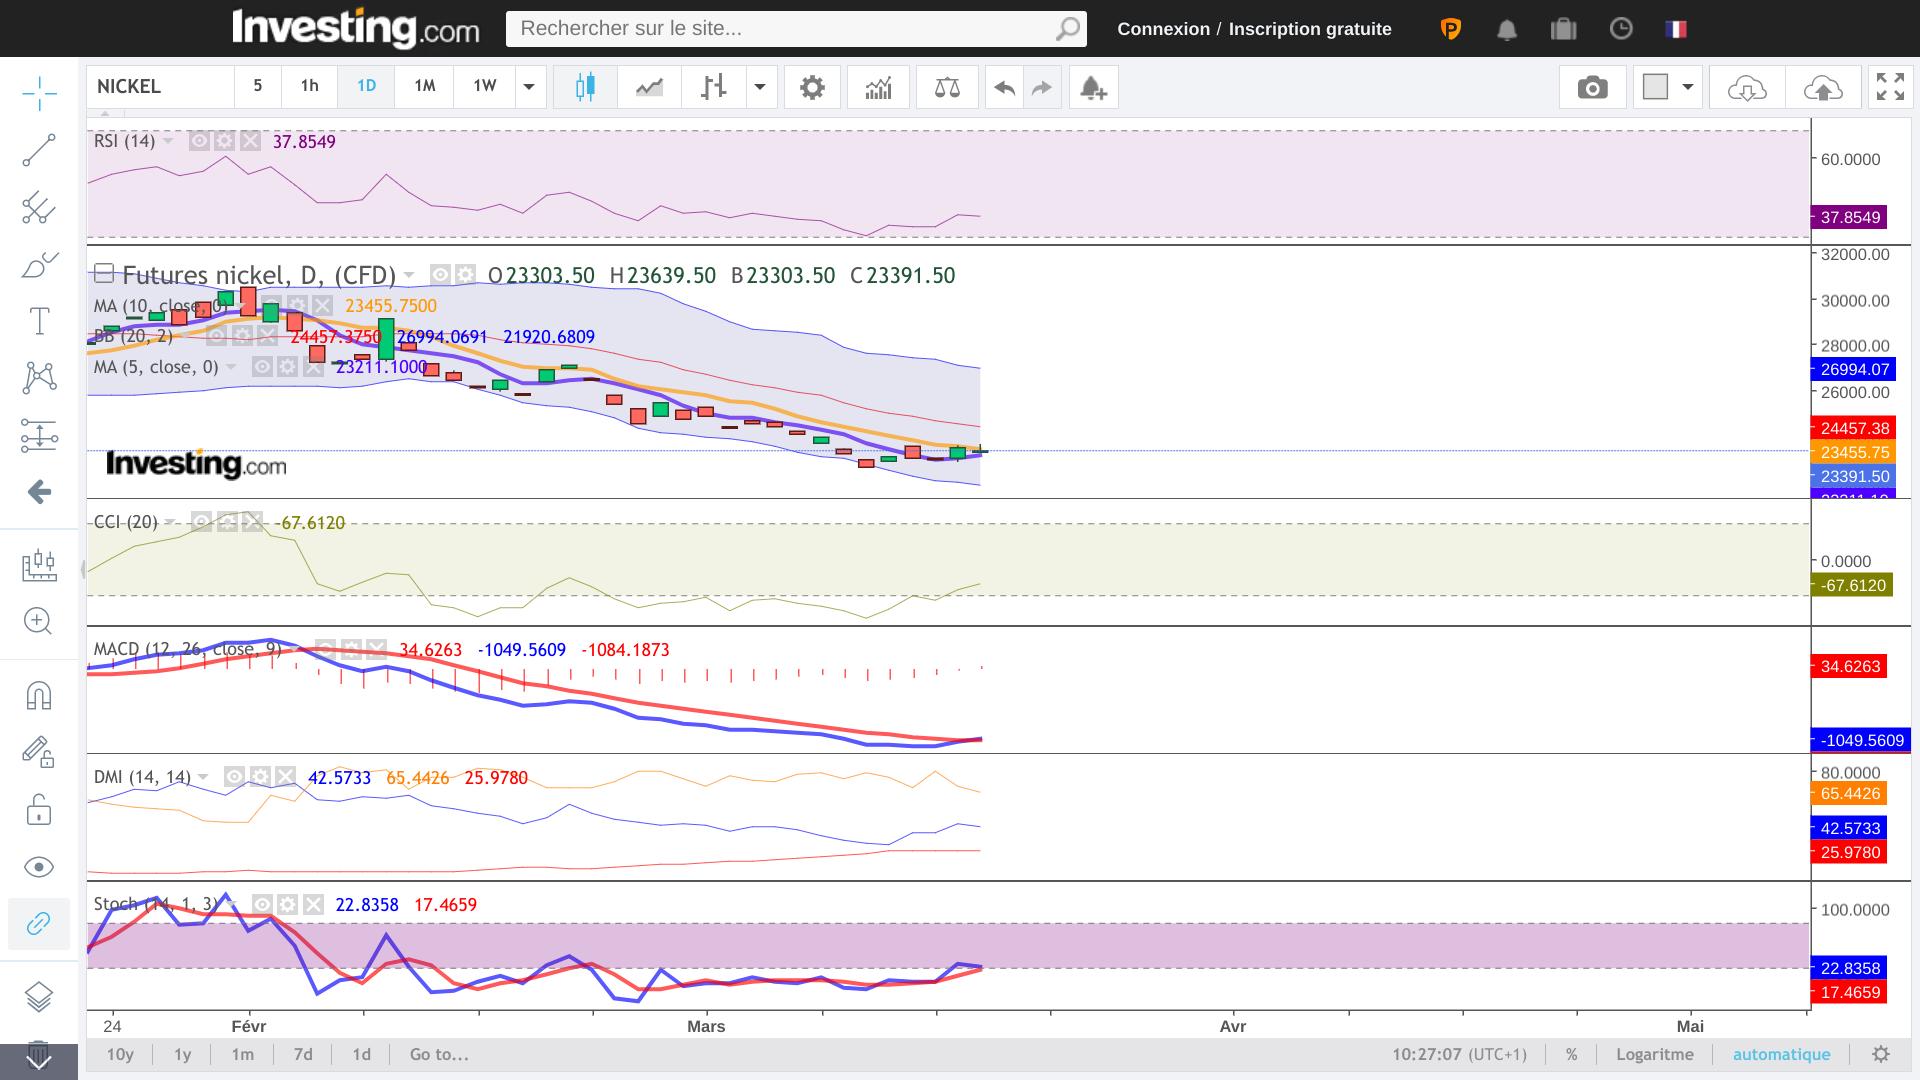 Investing.com
Rechercher sur le site...
Connexion / Inscription gratuite
NICKEL 5 1h 1D 1M 1W
RSI (14) 37.8549
60.0000
37.8549
Futures nickel, D, (CFD) O 23303.50 H 23639.50 B 23303.50 C 23391.50
MA (10, close, 0) 23455.7500
BB (20, 2) 24457.3750 26994.0691 21920.6809
MA (5, close, 0) 23211.1000
32000.00
30000.00
28000.00
26994.07
26000.00
24457.38
23455.75
23391.50
Investing.com
CCI (20) -67.6120
0.0000
-67.6120
MACD (12, 26, close, 9) 34.6263 -1049.5609 -1084.1873
34.6263
-1049.5609
DMI (14, 14) 42.5733 65.4426 25.9780
80.0000
65.4426
42.5733
25.9780
Stoch (14, 1, 3) 22.8358 17.4659
100.0000
22.8358
17.4659
24 Févr Mars Avr Mai
10y 1y 1m 7d 1d Go to... 10:27:07 (UTC+1) % Logaritme automatique